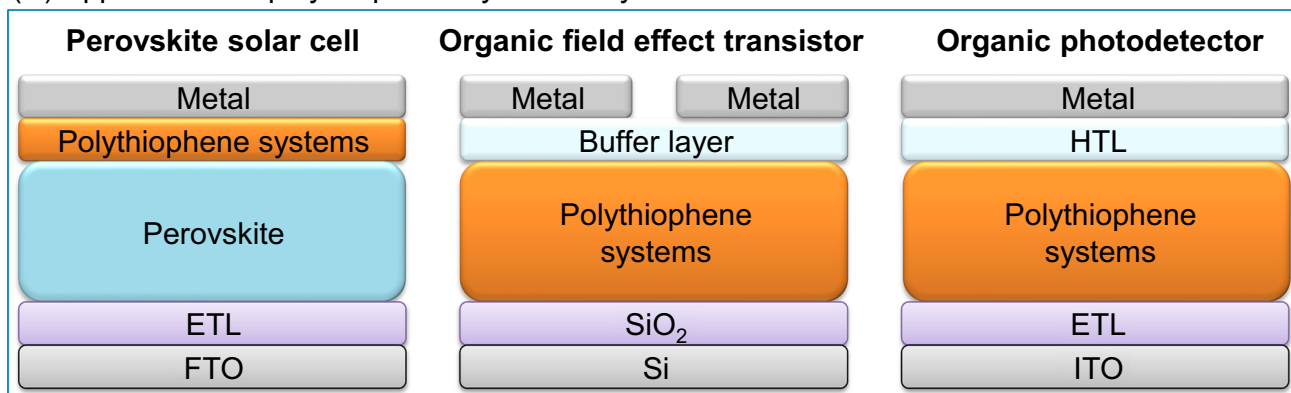 Perovskite solar cell
Metal
Polythiophene systems
Perovskite
ETL
FTO
Organic field effect transistor
Metal Metal
Buffer layer
Polythiophene
systems
SiO₂
Si
Organic photodetector
Metal
HTL
Polythiophene
systems
ETL
ITO